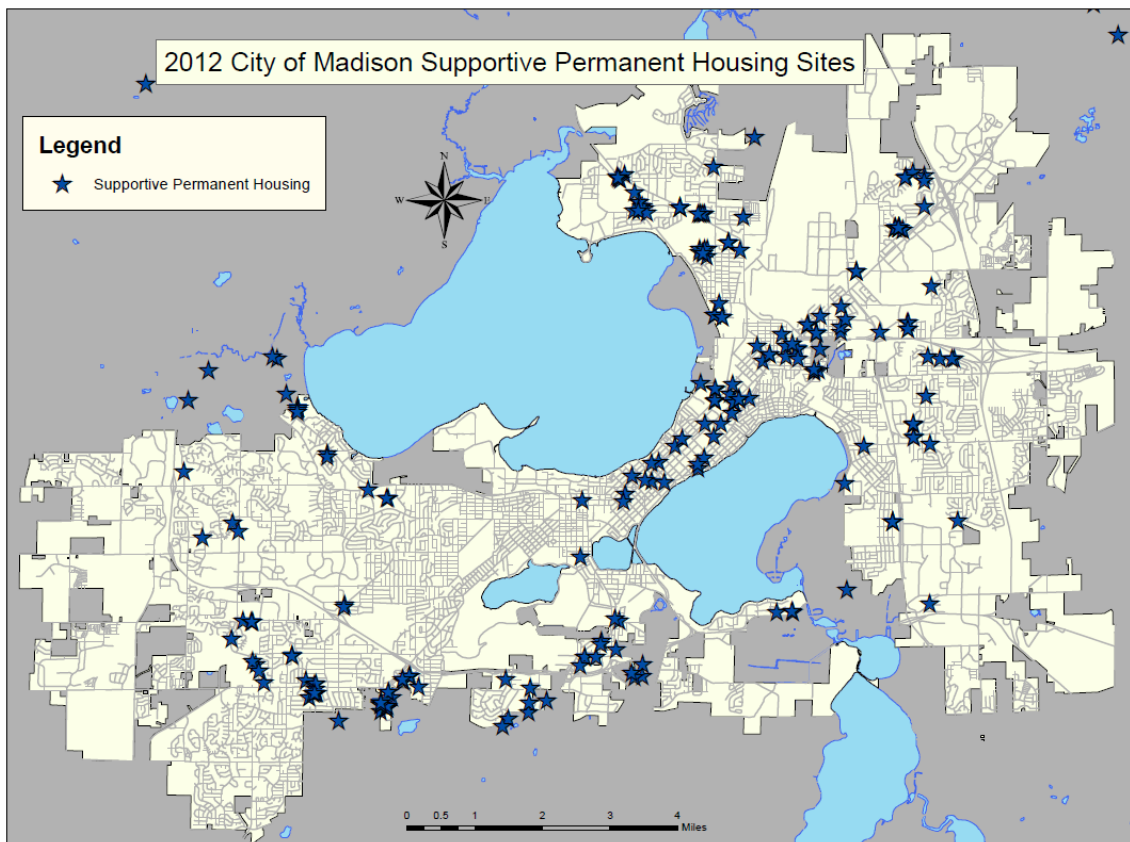 2012 City of Madison Supportive Permanent Housing Sites
Legend
Supportive Permanent Housing
N
W
E
S
0 0.5 1 2 3 4
Miles